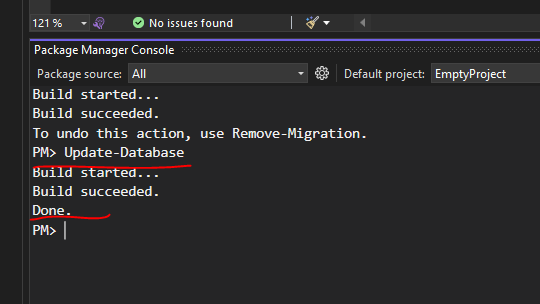 121 %
No issues found
Package Manager Console
Package source: All
Default project: EmptyProject
Build started...
Build succeeded.
To undo this action, use Remove-Migration.
PM> Update-Database
Build started...
Build succeeded.
Done.
PM>